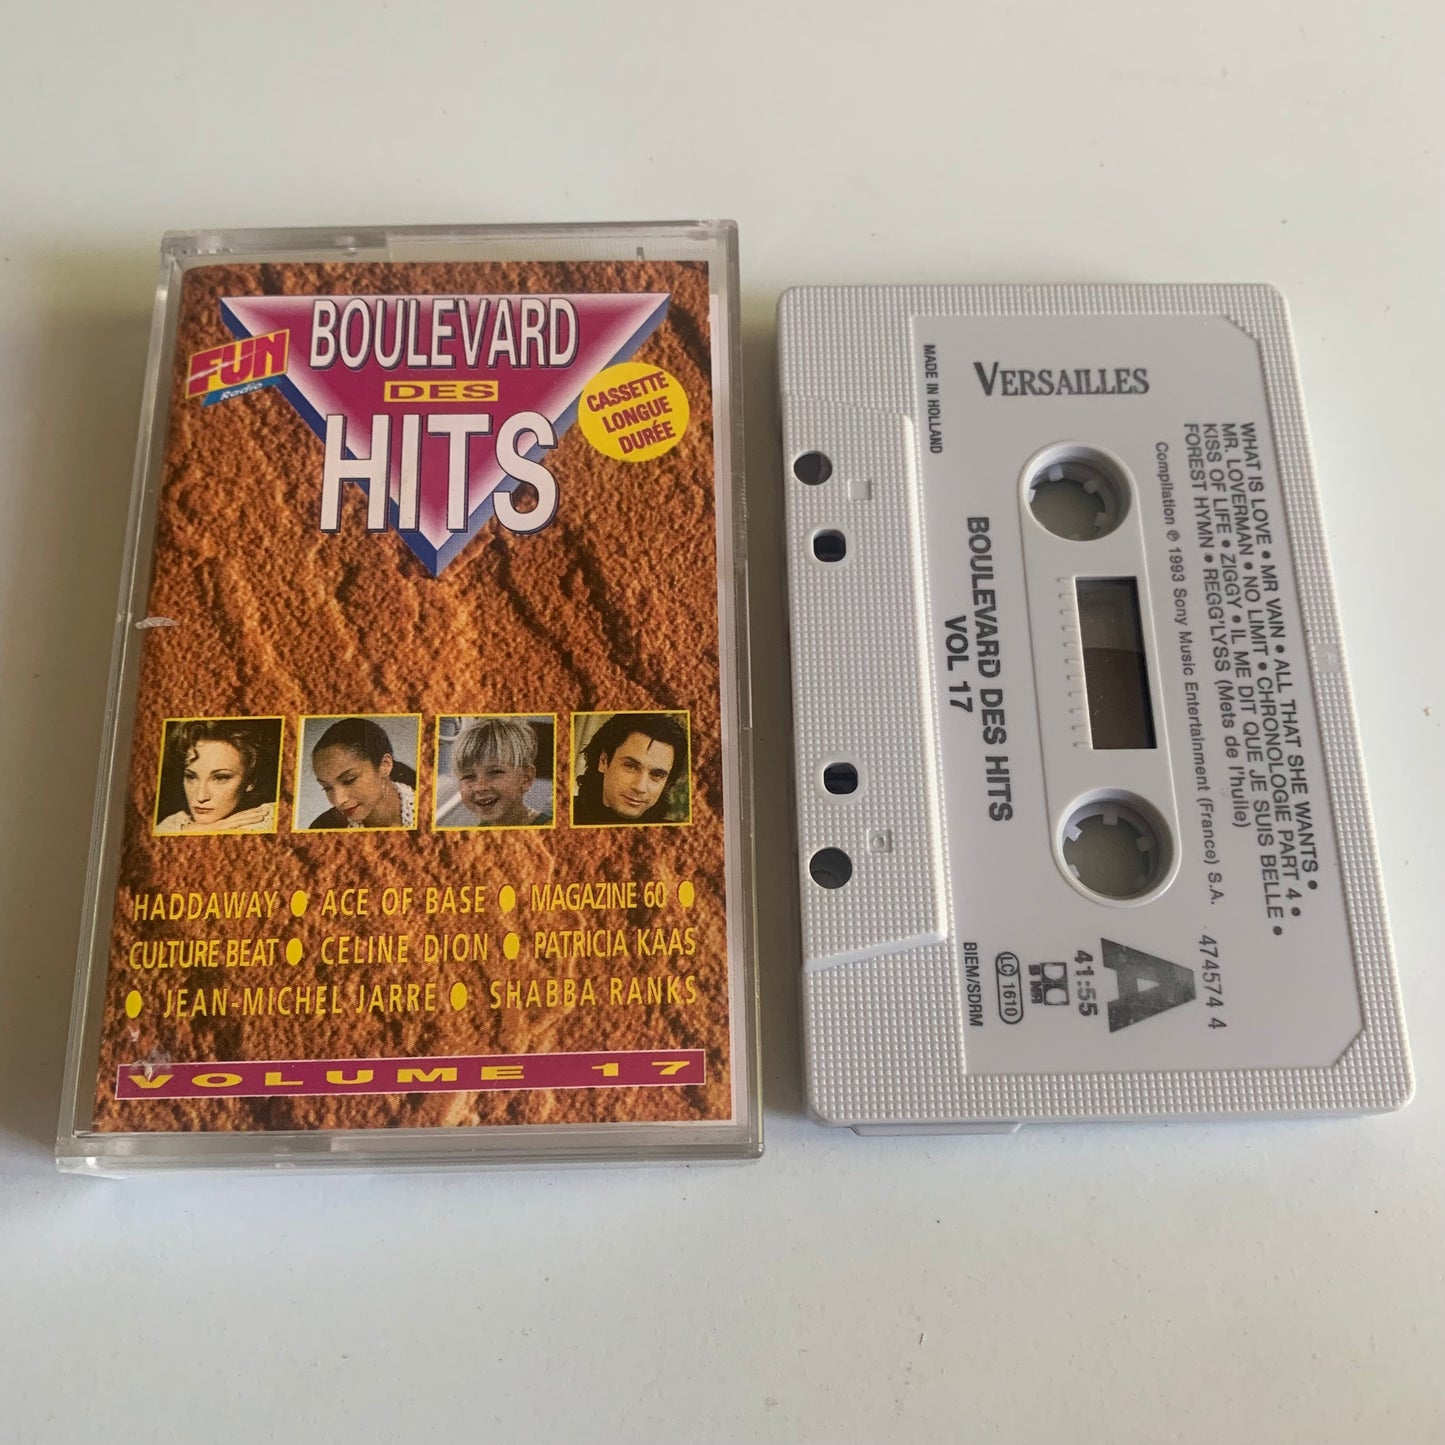 FUN
Radio
BOULEVARD
DES
HITS
CASSETTE
LONGUE
DURÉE
HADDAWAY • ACE OF BASE • MAGAZINE 60 •
CULTURE BEAT • CELINE DION • PATRICIA KAAS
• JEAN-MICHEL JARRE • SHABBA RANKS
VOLUME 17
VERSAILLES
MADE IN HOLLAND
WHAT IS LOVE • MR VAIN • ALL THAT SHE WANTS •
MR. LOVERMAN • NO LIMIT • CHRONOLOGIE PART 4 •
KISS OF LIFE • ZIGGY • IL ME DIT QUE JE SUIS BELLE •
FOREST HYMN • REGG'LYSS (Mets de l'huile)
Compilation ℗ 1993 Sony Music Entertainment (France) S.A.
474574 4
A
41:55
B NR
LC 1610
BIEM/SDRM
BOULEVARD DES HITS
VOL 17